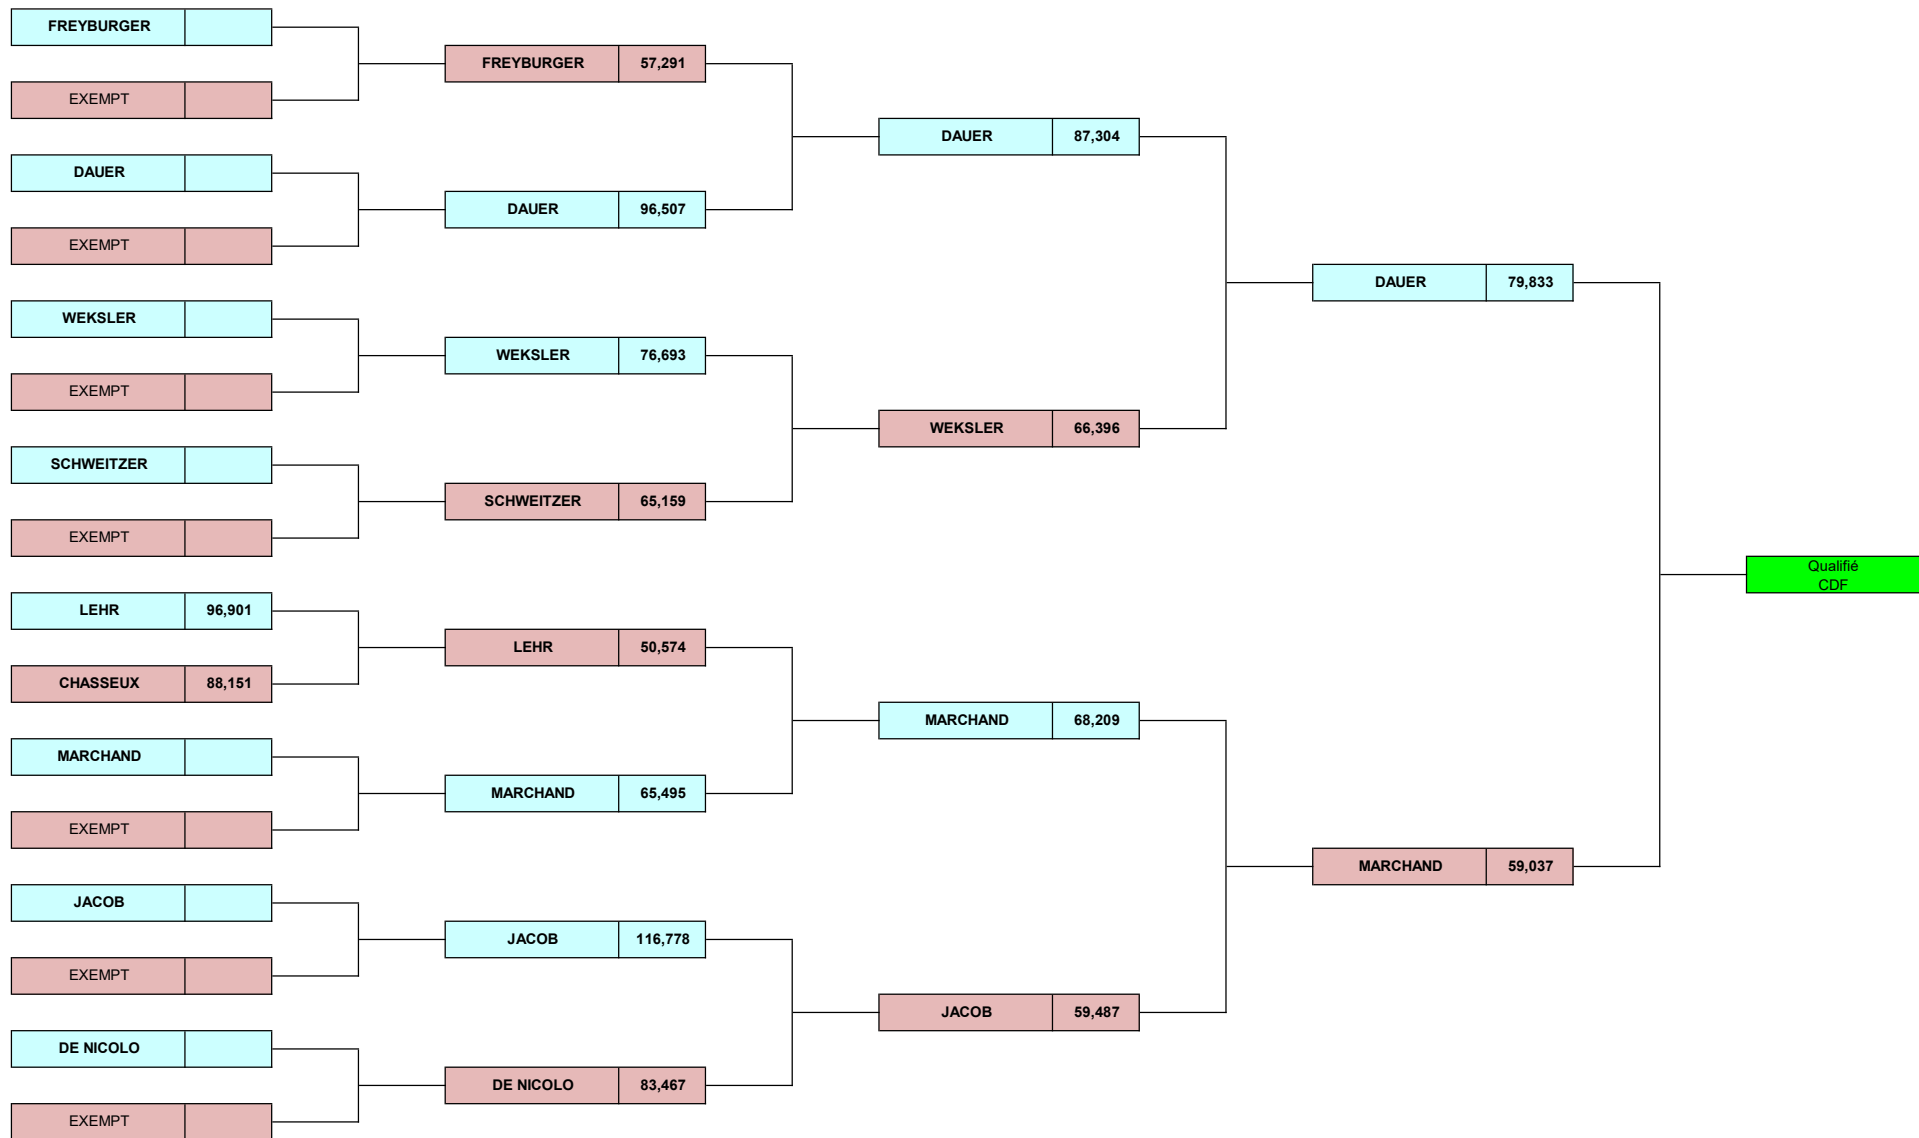 FREYBURGER
EXEMPT
DAUER
EXEMPT
WEKSLER
EXEMPT
SCHWEITZER
EXEMPT
LEHR 96,901
CHASSEUX 88,151
MARCHAND
EXEMPT
JACOB
EXEMPT
DE NICOLO
EXEMPT
FREYBURGER 57,291
DAUER 96,507
WEKSLER 76,693
SCHWEITZER 65,159
LEHR 50,574
MARCHAND 65,495
JACOB 116,778
DE NICOLO 83,467
DAUER 87,304
WEKSLER 66,396
MARCHAND 68,209
JACOB 59,487
DAUER 79,833
MARCHAND 59,037
Qualifié
CDF